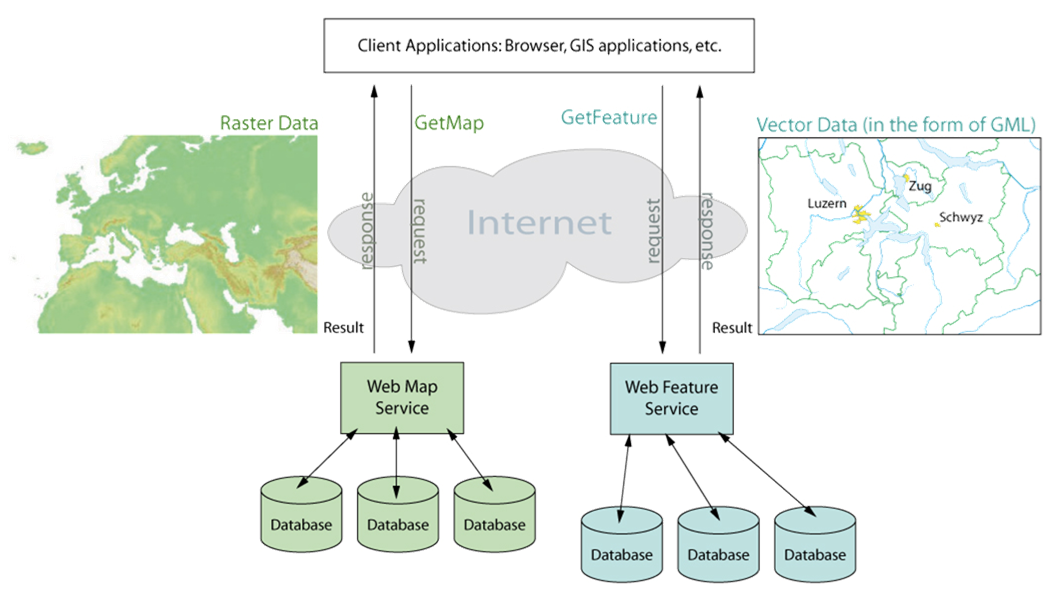 Client Applications: Browser, GIS applications, etc.
Raster Data
GetMap
GetFeature
Vector Data (in the form of GML)
response
request
Internet
request
response
Luzern
Zug
Schwyz
Result
Result
Web Map
Service
Web Feature
Service
Database
Database
Database
Database
Database
Database